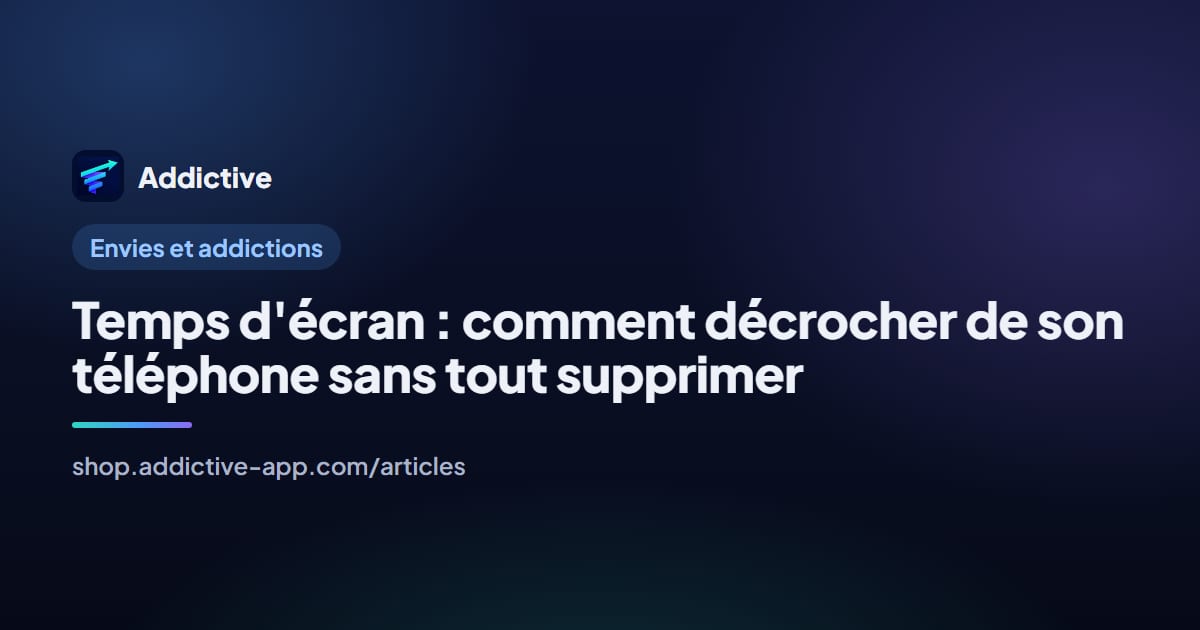 Addictive
Envies et addictions
Temps d'écran : comment décrocher de son
téléphone sans tout supprimer
shop.addictive-app.com/articles